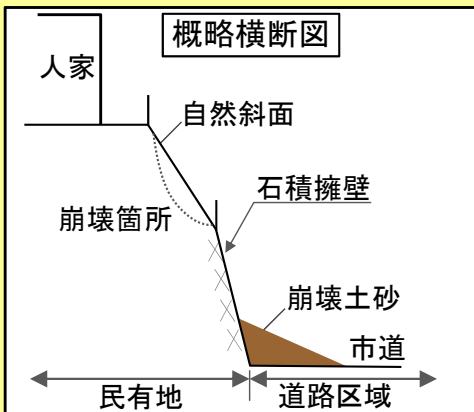 概略横断図
人家
自然斜面
石積擁壁
崩壊箇所
崩壊土砂
市道
民有地
道路区域